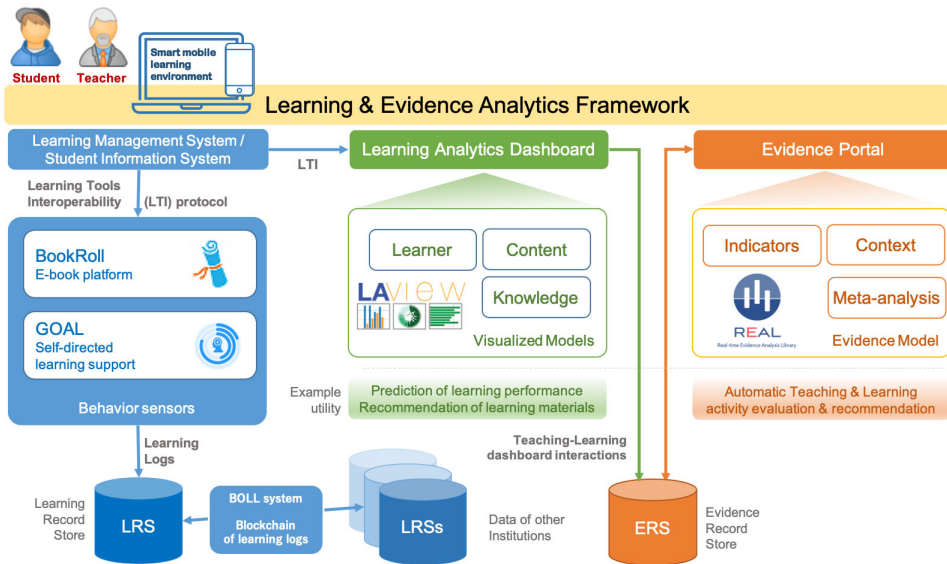 Student
Teacher
Smart mobile
learning
environment
Learning & Evidence Analytics Framework
Learning Management System /
Student Information System
LTI
Learning Analytics Dashboard
Evidence Portal
Learning Tools
Interoperability
(LTI) protocol
BookRoll
E-book platform
GOAL
Self-directed
learning support
Behavior sensors
Learner
Content
Knowledge
LAVIEW
Visualized Models
Indicators
Context
Meta-analysis
REAL
Real-time Evidence Analysis Library
Evidence Model
Example
utility
Prediction of learning performance
Recommendation of learning materials
Automatic Teaching & Learning
activity evaluation & recommendation
Learning
Logs
Teaching-Learning
dashboard interactions
Learning
Record
Store
LRS
BOLL system
Blockchain
of learning logs
LRSs
Data of other
Institutions
ERS
Evidence
Record
Store